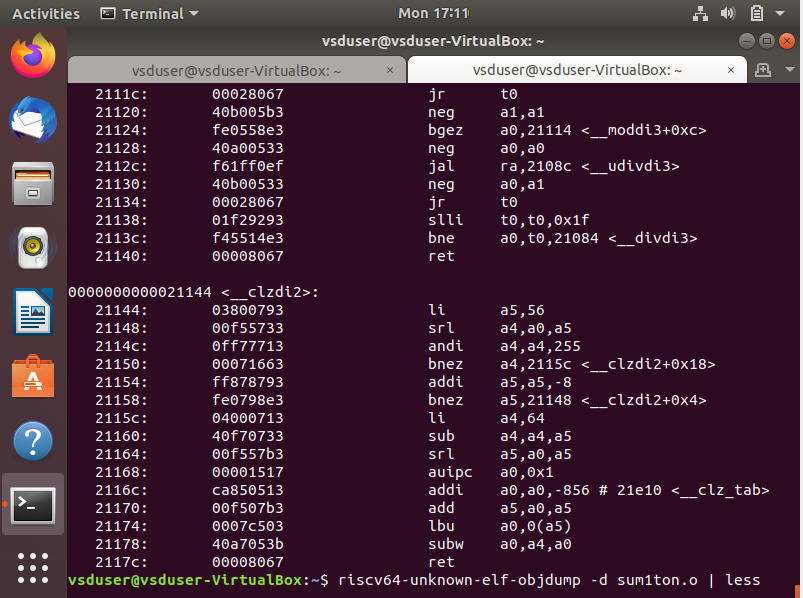 Activities Terminal Mon 17:11
vsduser@vsduser-VirtualBox: ~
vsduser@vsduser-VirtualBox: ~ × vsduser@vsduser-VirtualBox: ~ ×
2111c: 00028067 jr t0
21120: 40b005b3 neg a1,a1
21124: fe0558e3 bgez a0,21114 <__moddi3+0xc>
21128: 40a00533 neg a0,a0
2112c: f61ff0ef jal ra,2108c <__udivdi3>
21130: 40b00533 neg a0,a1
21134: 00028067 jr t0
21138: 01f29293 slli t0,t0,0x1f
2113c: f45514e3 bne a0,t0,21084 <__divdi3>
21140: 00008067 ret
0000000000021144 <__clzdi2>:
21144: 03800793 li a5,56
21148: 00f55733 srl a4,a0,a5
2114c: 0ff77713 andi a4,a4,255
21150: 00071663 bnez a4,2115c <__clzdi2+0x18>
21154: ff878793 addi a5,a5,-8
21158: fe0798e3 bnez a5,21148 <__clzdi2+0x4>
2115c: 04000713 li a4,64
21160: 40f70733 sub a4,a4,a5
21164: 00f557b3 srl a5,a0,a5
21168: 00001517 auipc a0,0x1
2116c: ca850513 addi a0,a0,-856 # 21e10 <__clz_tab>
21170: 00f507b3 add a5,a0,a5
21174: 0007c503 lbu a0,0(a5)
21178: 40a7053b subw a0,a4,a0
2117c: 00008067 ret
vsduser@vsduser-VirtualBox:~$ riscv64-unknown-elf-objdump -d sum1ton.o | less